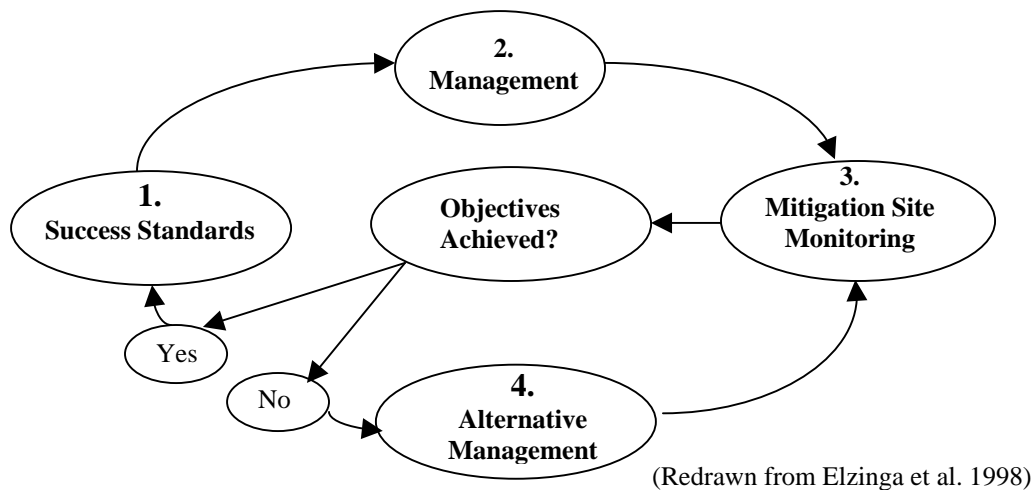 2.
Management
1.
Success Standards
Objectives
Achieved?
3.
Mitigation Site
Monitoring
Yes
No
4.
Alternative
Management
(Redrawn from Elzinga et al. 1998)